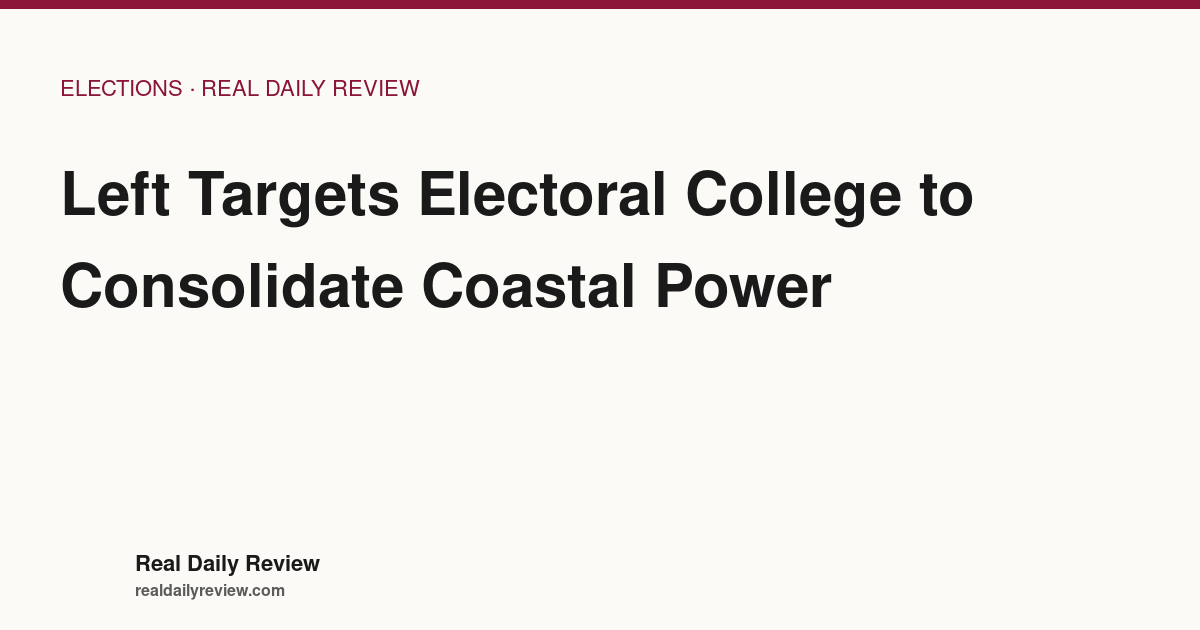 ELECTIONS · REAL DAILY REVIEW
Left Targets Electoral College to
Consolidate Coastal Power
Real Daily Review
realdailyreview.com